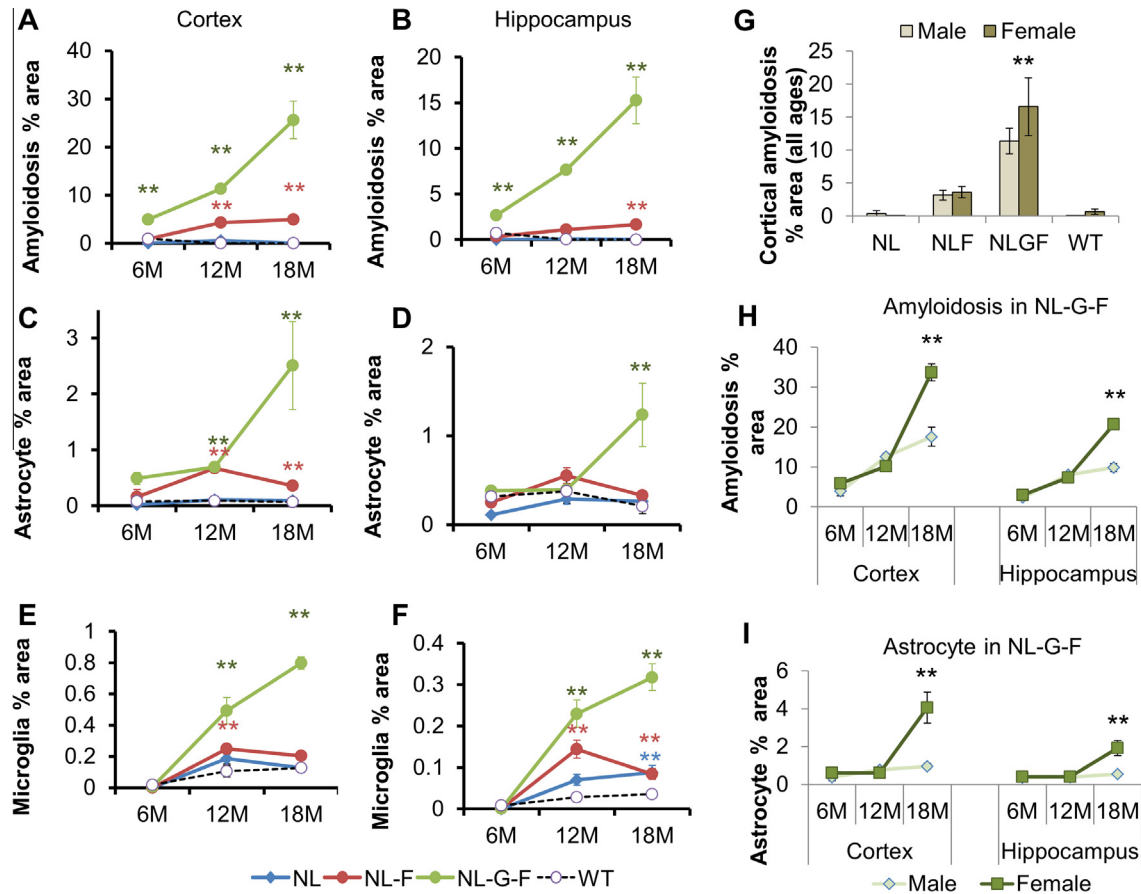 A Cortex
Amyloidosis % area
40
30
20
10
0
** ** ** ** **
6M 12M 18M
B Hippocampus
Amyloidosis % area
20
15
10
5
0
** ** ** **
6M 12M 18M
C
Astrocyte % area
3
2
1
0
** ** ** **
6M 12M 18M
D
Astrocyte % area
2
1
0
**
6M 12M 18M
E
Microglia % area
1
0.8
0.6
0.4
0.2
0
** ** **
6M 12M 18M
F
Microglia % area
0.4
0.3
0.2
0.1
0
** ** ** ** **
6M 12M 18M
NL NL-F NL-G-F WT
G
Male Female
Cortical amyloidosis
% area (all ages)
25
20
15
10
5
0
**
NL NLF NLGF WT
H
Amyloidosis in NL-G-F
Amyloidosis %
area
40
30
20
10
0
** **
6M 12M 18M 6M 12M 18M
Cortex Hippocampus
I
Astrocyte in NL-G-F
Astrocyte % area
6
4
2
0
** **
6M 12M 18M 6M 12M 18M
Cortex Hippocampus
Male Female